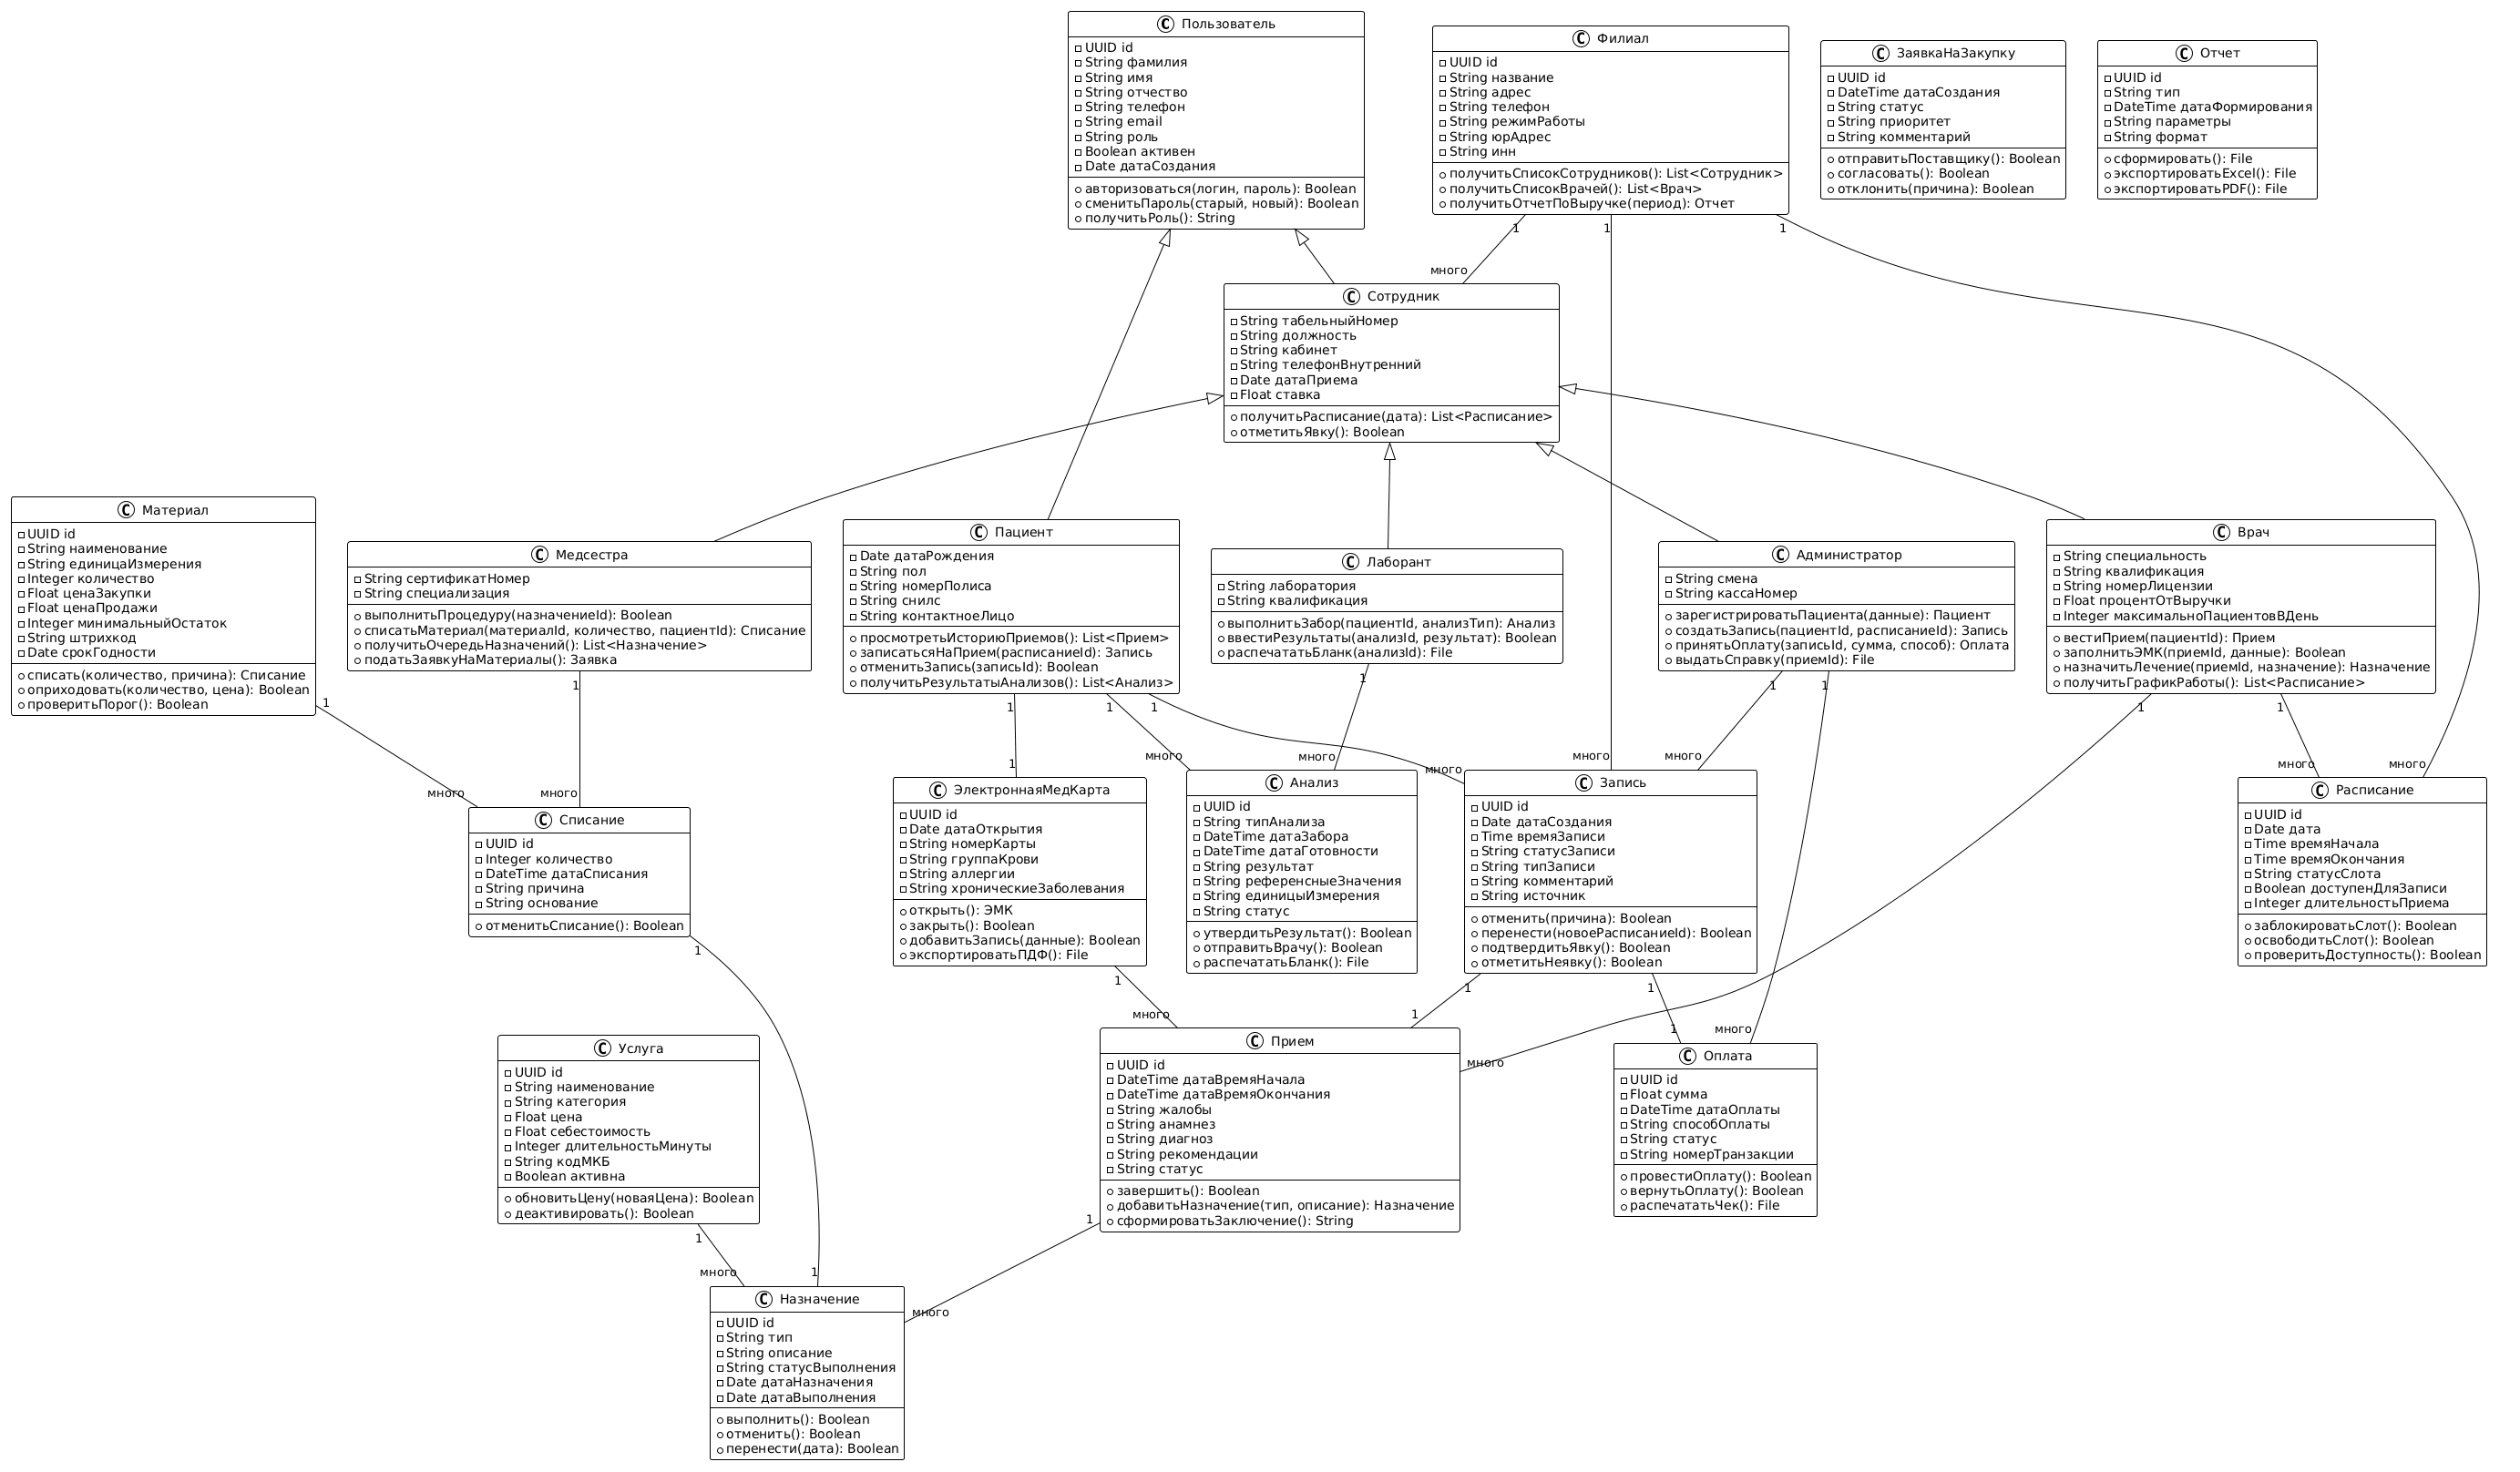 Пользователь
UUID id
String фамилия
String имя
String отчество
String телефон
String email
String роль
Boolean активен
Date датаСоздания
авторизоваться(логин, пароль): Boolean
сменитьПароль(старый, новый): Boolean
получитьРоль(): String
Филиал
UUID id
String название
String адрес
String телефон
String режимРаботы
String юрАдрес
String инн
получитьСписокСотрудников(): List<Сотрудник>
получитьСписокВрачей(): List<Врач>
получитьОтчетПоВыручке(период): Отчет
ЗаявкаНаЗакупку
UUID id
DateTime датаСоздания
String статус
String приоритет
String комментарий
отправитьПоставщику(): Boolean
согласовать(): Boolean
отклонить(причина): Boolean
Отчет
UUID id
String тип
DateTime датаФормирования
String параметры
String формат
сформировать(): File
экспортироватьExcel(): File
экспортироватьPDF(): File
1
1
1
много
Сотрудник
String табельныйНомер
String должность
String кабинет
String телефонВнутренний
Date датаПриема
Float ставка
получитьРасписание(дата): List<Расписание>
отметитьЯвку(): Boolean
Материал
UUID id
String наименование
String единицаИзмерения
Integer количество
Float ценаЗакупки
Float ценаПродажи
Integer минимальныйОстаток
String штрихкод
Date срокГодности
списать(количество, причина): Списание
оприходовать(количество, цена): Boolean
проверитьПорог(): Boolean
Медсестра
String сертификатНомер
String специализация
выполнитьПроцедуру(назначениеId): Boolean
списатьМатериал(материалId, количество, пациентId): Списание
получитьОчередьНазначений(): List<Назначение>
податьЗаявкуНаМатериалы(): Заявка
Пациент
Date датаРождения
String пол
String номерПолиса
String снилс
String контактноеЛицо
просмотретьИсториюПриемов(): List<Прием>
записатьсяНаПрием(расписаниеId): Запись
отменитьЗапись(записьId): Boolean
получитьРезультатыАнализов(): List<Анализ>
Лаборант
String лаборатория
String квалификация
выполнитьЗабор(пациентId, анализТип): Анализ
ввестиРезультаты(анализId, результат): Boolean
распечататьБланк(анализId): File
Администратор
String смена
String кассаНомер
зарегистрироватьПациента(данные): Пациент
создатьЗапись(пациентId, расписаниеId): Запись
принятьОплату(записьId, сумма, способ): Оплата
выдатьСправку(приемId): File
Врач
String специальность
String квалификация
String номерЛицензии
Float процентОтВыручки
Integer максимальноПациентовВДень
вестиПрием(пациентId): Прием
заполнитьЭМК(приемId, данные): Boolean
назначитьЛечение(приемId, назначение): Назначение
получитьГрафикРаботы(): List<Расписание>
1
1
1
1
1
1
1
1
1
1
много
много
1
много
много
много
много
много
много
много
Списание
UUID id
Integer количество
DateTime датаСписания
String причина
String основание
отменитьСписание(): Boolean
ЭлектроннаяМедКарта
UUID id
Date датаОткрытия
String номерКарты
String группаКрови
String аллергии
String хроническиеЗаболевания
открыть(): ЭМК
закрыть(): Boolean
добавитьЗапись(данные): Boolean
экспортироватьПДФ(): File
Анализ
UUID id
String типАнализа
DateTime датаЗабора
DateTime датаГотовности
String результат
String референсныеЗначения
String единицыИзмерения
String статус
утвердитьРезультат(): Boolean
отправитьВрачу(): Boolean
распечататьБланк(): File
Запись
UUID id
Date датаСоздания
Time времяЗаписи
String статусЗаписи
String типЗаписи
String комментарий
String источник
отменить(причина): Boolean
перенести(новоеРасписаниеId): Boolean
подтвердитьЯвку(): Boolean
отметитьНеявку(): Boolean
Расписание
UUID id
Date дата
Time времяНачала
Time времяОкончания
String статусСлота
Boolean доступенДляЗаписи
Integer длительностьПриема
заблокироватьСлот(): Boolean
освободитьСлот(): Boolean
проверитьДоступность(): Boolean
1
1
1
1
много
1
1
много
много
Услуга
UUID id
String наименование
String категория
Float цена
Float себестоимость
Integer длительностьМинуты
String кодМКБ
Boolean активна
обновитьЦену(новаяЦена): Boolean
деактивировать(): Boolean
Прием
UUID id
DateTime датаВремяНачала
DateTime датаВремяОкончания
String жалобы
String анамнез
String диагноз
String рекомендации
String статус
завершить(): Boolean
добавитьНазначение(тип, описание): Назначение
сформироватьЗаключение(): String
Оплата
UUID id
Float сумма
DateTime датаОплаты
String способОплаты
String статус
String номерТранзакции
провестиОплату(): Boolean
вернутьОплату(): Boolean
распечататьЧек(): File
1
1
много
1
много
Назначение
UUID id
String тип
String описание
String статусВыполнения
Date датаНазначения
Date датаВыполнения
выполнить(): Boolean
отменить(): Boolean
перенести(дата): Boolean